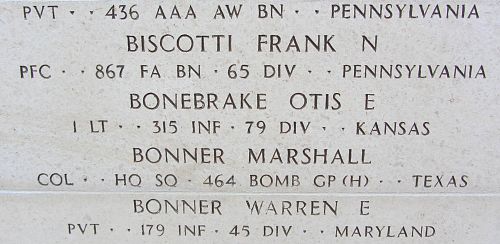 PVT · · 436 AAA AW BN · · PENNSYLVANIA
BISCOTTI FRANK N
PFC · · 867 FA BN · 65 DIV · · PENNSYLVANIA
BONEBRAKE OTIS E
1 LT · · 315 INF · 79 DIV · · KANSAS
BONNER MARSHALL
COL · · HQ SQ · 464 BOMB GP (H) · · TEXAS
BONNER WARREN E
PVT · · 179 INF · 45 DIV · · MARYLAND